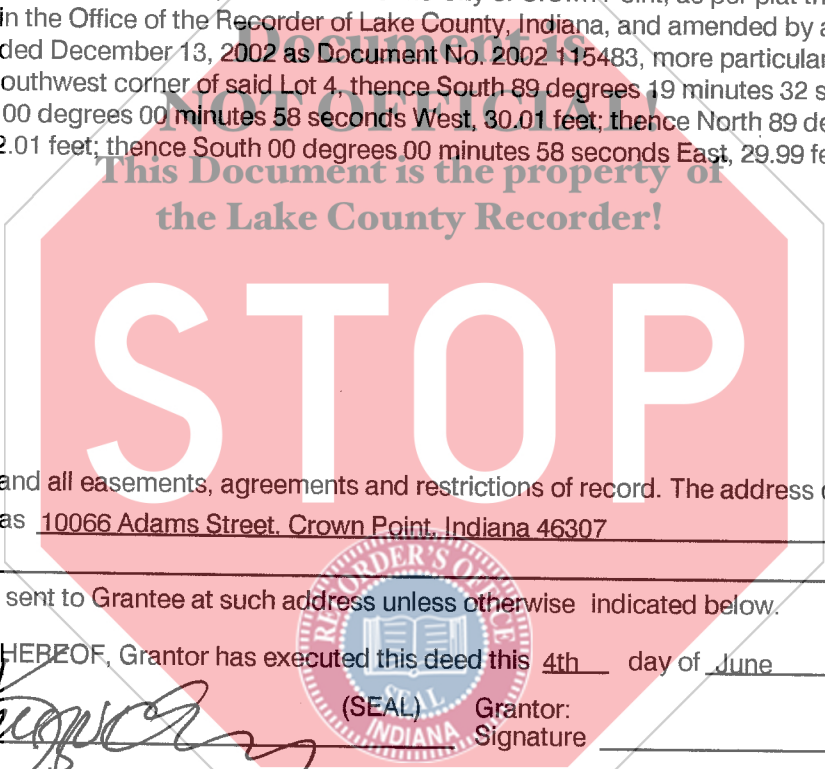 in the Office of the Recorder of Lake County, Indiana, and amended by a
ded December 13, 2002 as Document No. 2002 115483, more particular
Document is
outhwest corner of said Lot 4, thence South 89 degrees 19 minutes 32 s
NOT OFFICIAL!
00 degrees 00 minutes 58 seconds West, 30.01 feet; thence North 89 de
2.01 feet; thence South 00 degrees 00 minutes 58 seconds East, 29.99 fe
This Document is the property of
the Lake County Recorder!
STOP
and all easements, agreements and restrictions of record. The address
as 10066 Adams Street. Crown Point, Indiana 46307
sent to Grantee at such address unless otherwise indicated below.
HEREOF, Grantor has executed this deed this 4th day of June
(SEAL) Grantor:
Signature
RECORDER'S OFFICE
SEAL
INDIANA